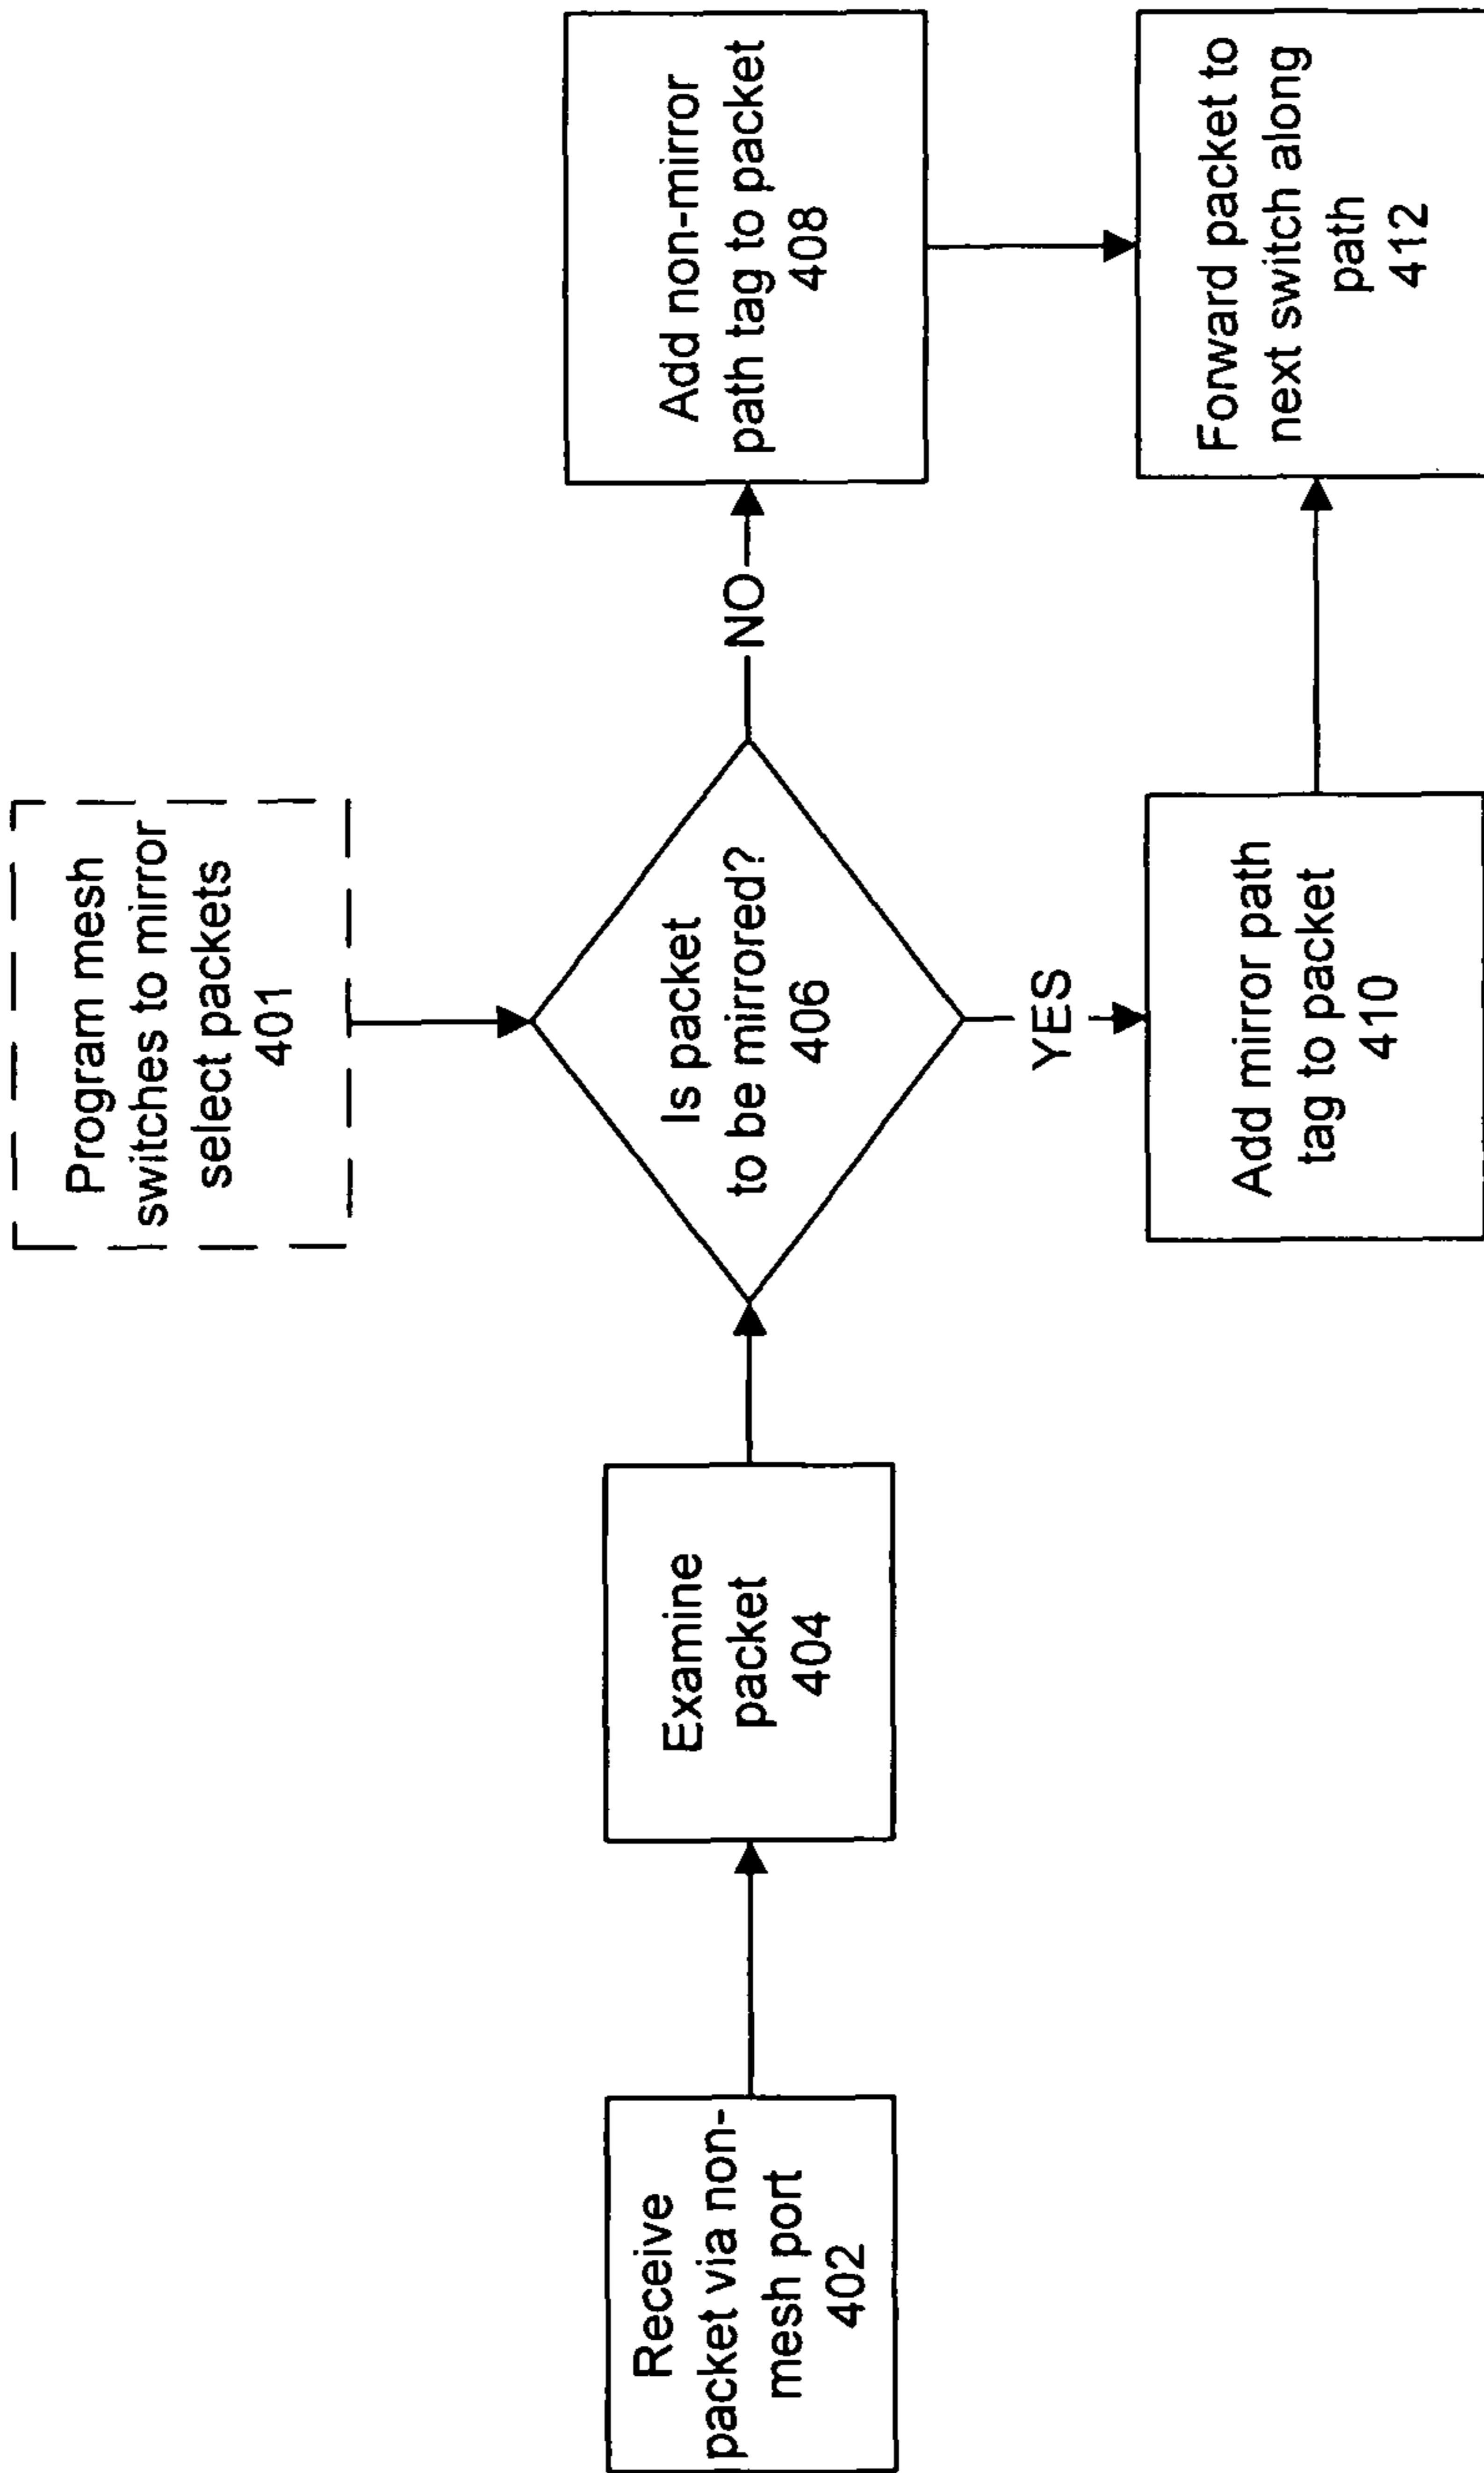 Program mesh
switches to mirror
select packets
401
Receive
packet via non-
mesh port
402
Examine
packet
404
Is packet
to be mirrored?
406
NO
Add non-mirror
path tag to packet
408
YES
Add mirror path
tag to packet
410
Forward packet to
next switch along
path
412